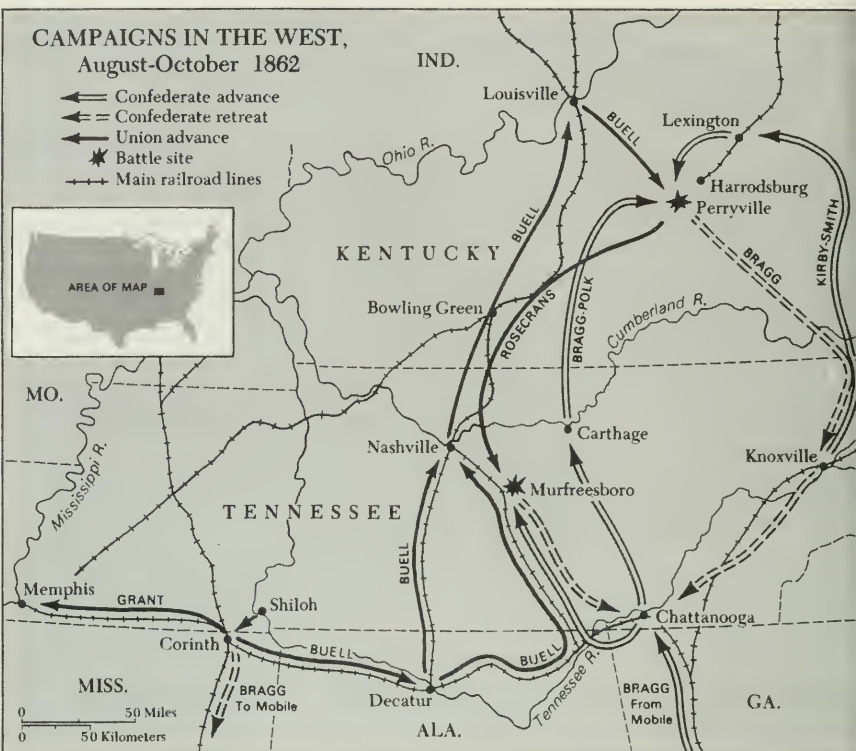 CAMPAIGNS IN THE WEST,
August-October 1862
Confederate advance
Confederate retreat
Union advance
Battle site
Main railroad lines
AREA OF MAP
IND.
Louisville
BUELL
Lexington
Ohio R.
Harrodsburg
Perryville
KENTUCKY
BUELL
BRAGG
KIRBY-SMITH
Bowling Green
ROSECRANS
BRAGG-POLK
Cumberland R.
MO.
Mississippi R.
Nashville
Carthage
Knoxville
Murfreesboro
TENNESSEE
BUELL
Memphis
GRANT
Shiloh
Chattanooga
Corinth
BUELL
BUELL
Tennessee R.
MISS.
BRAGG
To Mobile
Decatur
BRAGG
From
Mobile
GA.
ALA.
0 50 Miles
0 50 Kilometers